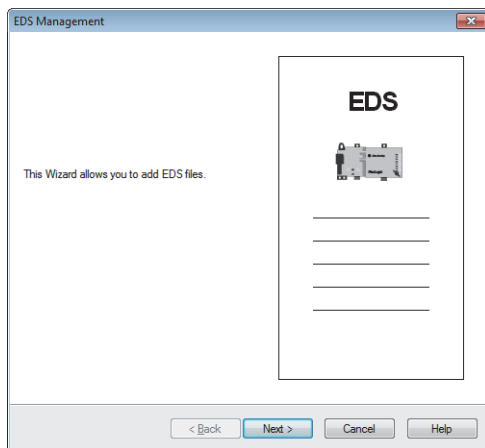 EDS Management
EDS
This Wizard allows you to add EDS files.
< Back
Next >
Cancel
Help